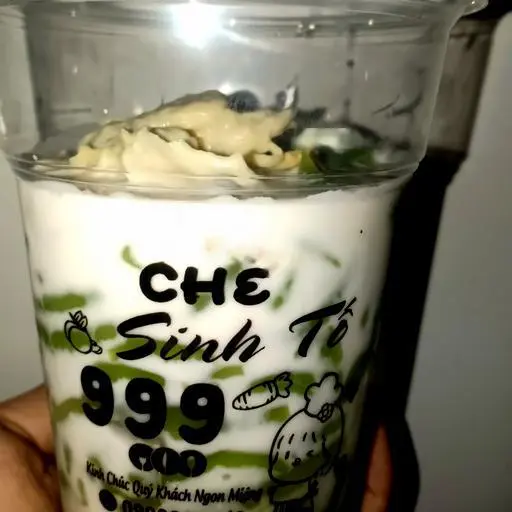 CHE
Sinh Tố
999
Kính Chúc Quý Khách Ngon Miệng